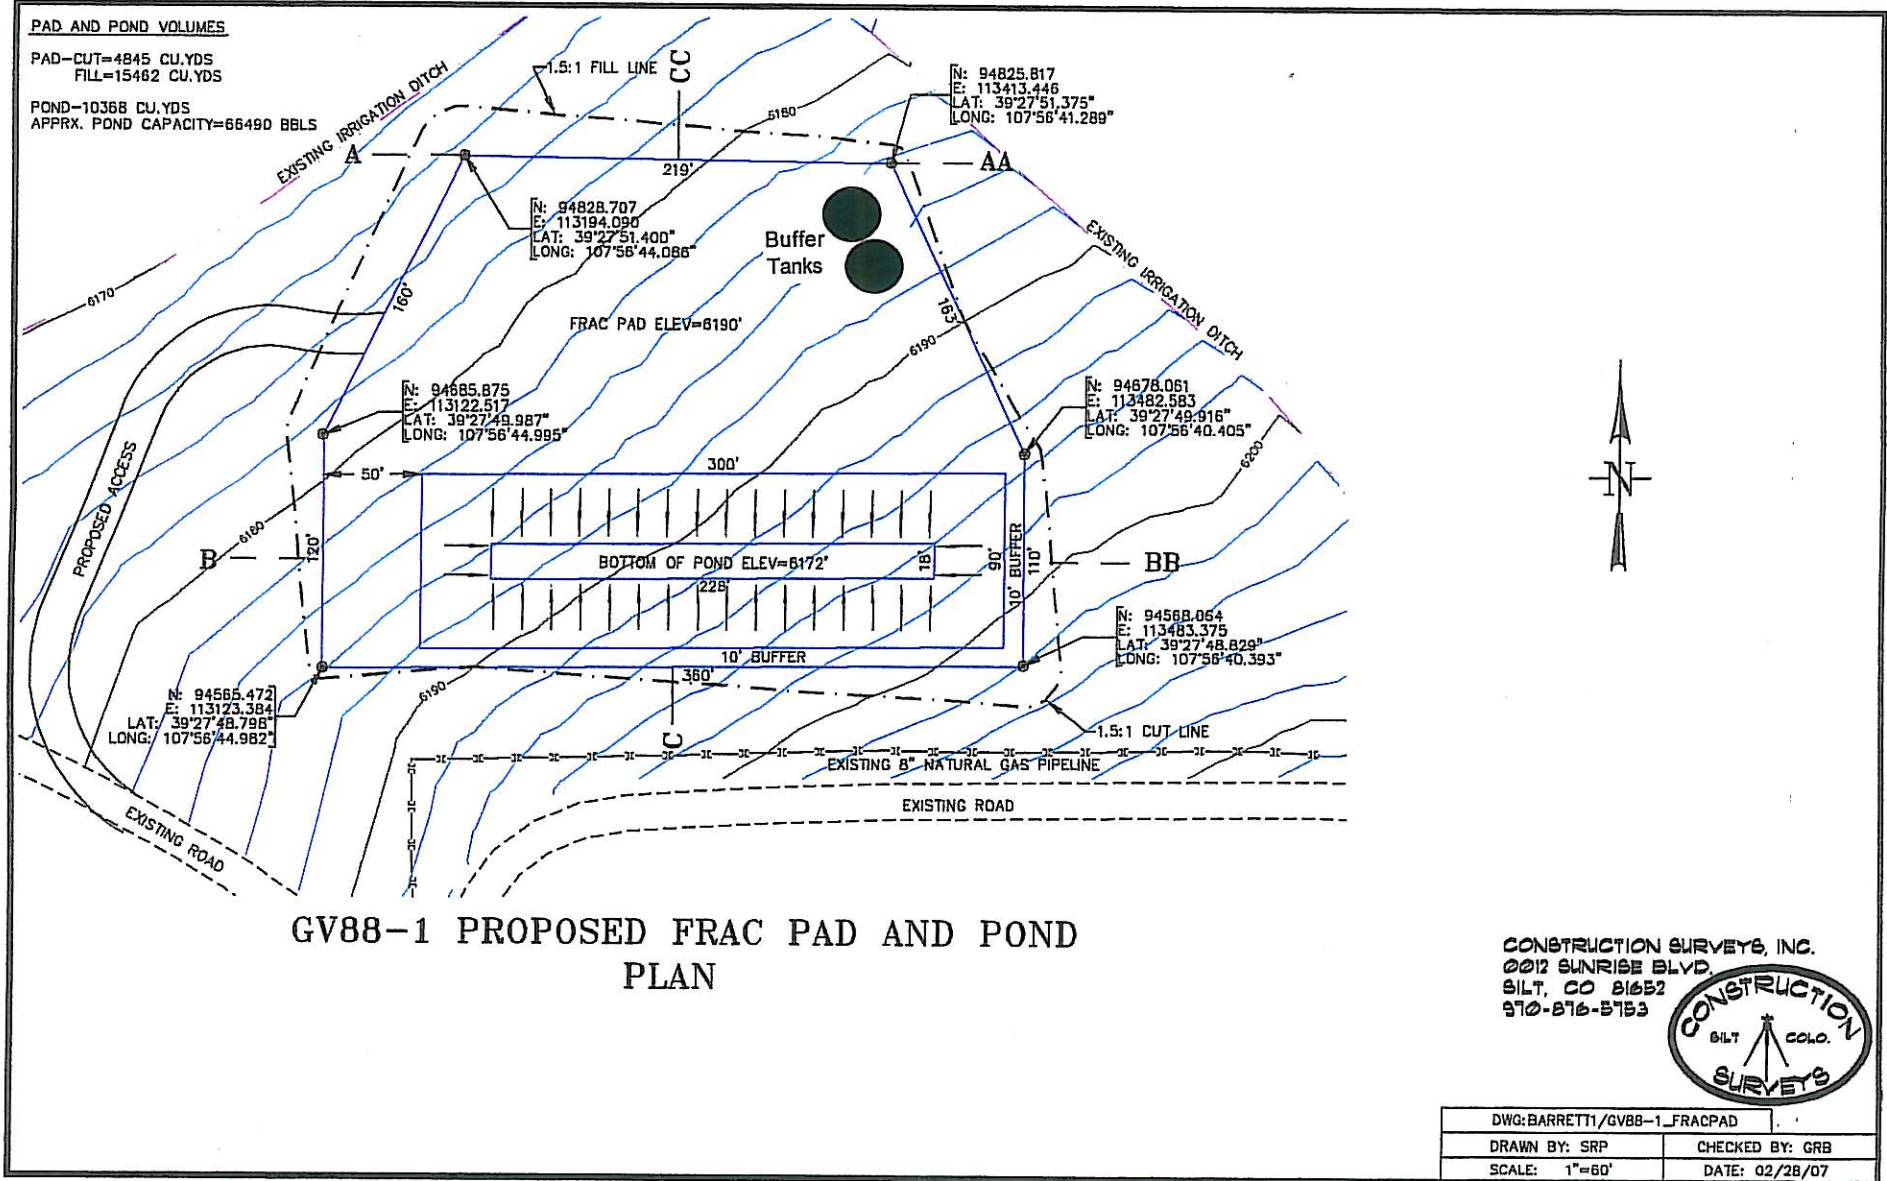 PAD AND POND VOLUMES
PAD-CUT=4845 CU.YDS
FILL=15462 CU.YDS
POND-10368 CU.YDS
APPRX. POND CAPACITY=66490 BBLS
EXISTING IRRIGATION DITCH
1.5:1 FILL LINE
CC
6180
N: 94825.817
E: 113413.446
LAT: 39°27'51.375"
LONG: 107°56'41.289"
A
AA
219'
N: 94828.707
E: 113194.090
LAT: 39°27'51.400"
LONG: 107°56'44.086"
Buffer
Tanks
EXISTING IRRIGATION DITCH
6170
160'
163'
FRAC PAD ELEV=6190'
6190
N: 94685.875
E: 113122.517
LAT: 39°27'49.987"
LONG: 107°56'44.995"
N: 94678.061
E: 113482.583
LAT: 39°27'49.916"
LONG: 107°56'40.405"
6200
PROPOSED ACCESS
50'
300'
6180
120'
B
BOTTOM OF POND ELEV=6172'
18'
90'
10' BUFFER
110'
BB
228'
N: 94568.064
E: 113483.375
LAT: 39°27'48.829"
LONG: 107°56'40.393"
10' BUFFER
360'
6190
N: 94565.472
E: 113123.384
LAT: 39°27'48.798"
LONG: 107°56'44.982"
C
1.5:1 CUT LINE
EXISTING 8" NATURAL GAS PIPELINE
EXISTING ROAD
EXISTING ROAD
N
GV88-1 PROPOSED FRAC PAD AND POND
PLAN
CONSTRUCTION SURVEYS, INC.
0012 SUNRISE BLVD.
SILT, CO 81652
970-876-5753
CONSTRUCTION
SILT COLO.
SURVEYS
DWG:BARRETT1/GV88-1_FRACPAD
DRAWN BY: SRP
CHECKED BY: GRB
SCALE: 1"=60'
DATE: 02/28/07